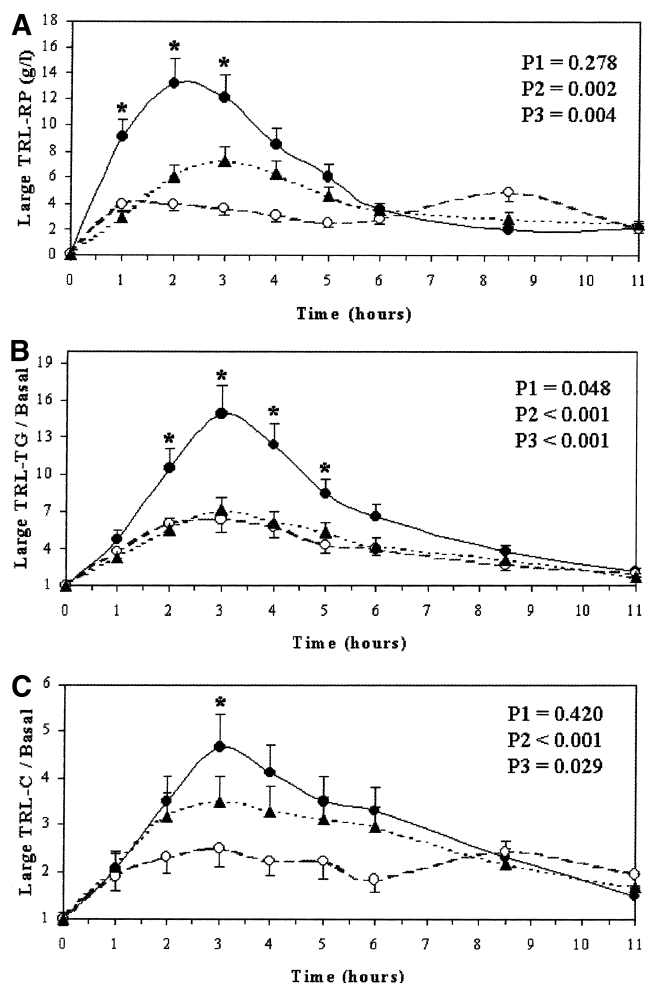 A
Large TRL-RP (g/l)
18
16
14
12
10
8
6
4
2
0
* * *
P1 = 0.278
P2 = 0.002
P3 = 0.004
0 1 2 3 4 5 6 7 8 9 10 11
Time (hours)
B
Large TRL-TG / Basal
19
16
13
10
7
4
1
* * * *
P1 = 0.048
P2 < 0.001
P3 < 0.001
0 1 2 3 4 5 6 7 8 9 10 11
Time (hours)
C
Large TRL-C / Basal
6
5
4
3
2
1
*
P1 = 0.420
P2 < 0.001
P3 = 0.029
0 1 2 3 4 5 6 7 8 9 10 11
Time (hours)